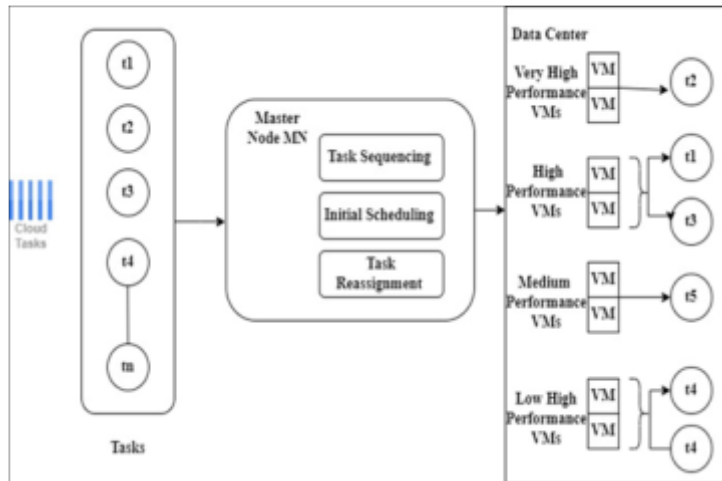 Cloud
Tasks
t1
t2
t3
t4
tn
Tasks
Master
Node MN
Task Sequencing
Initial Scheduling
Task
Reassignment
Data Center
Very High
Performance
VMs
VM
VM
t2
High
Performance
VMs
VM
VM
t1
t3
Medium
Performance
VMs
VM
VM
t5
Low High
Performance
VMs
VM
VM
t4
t4